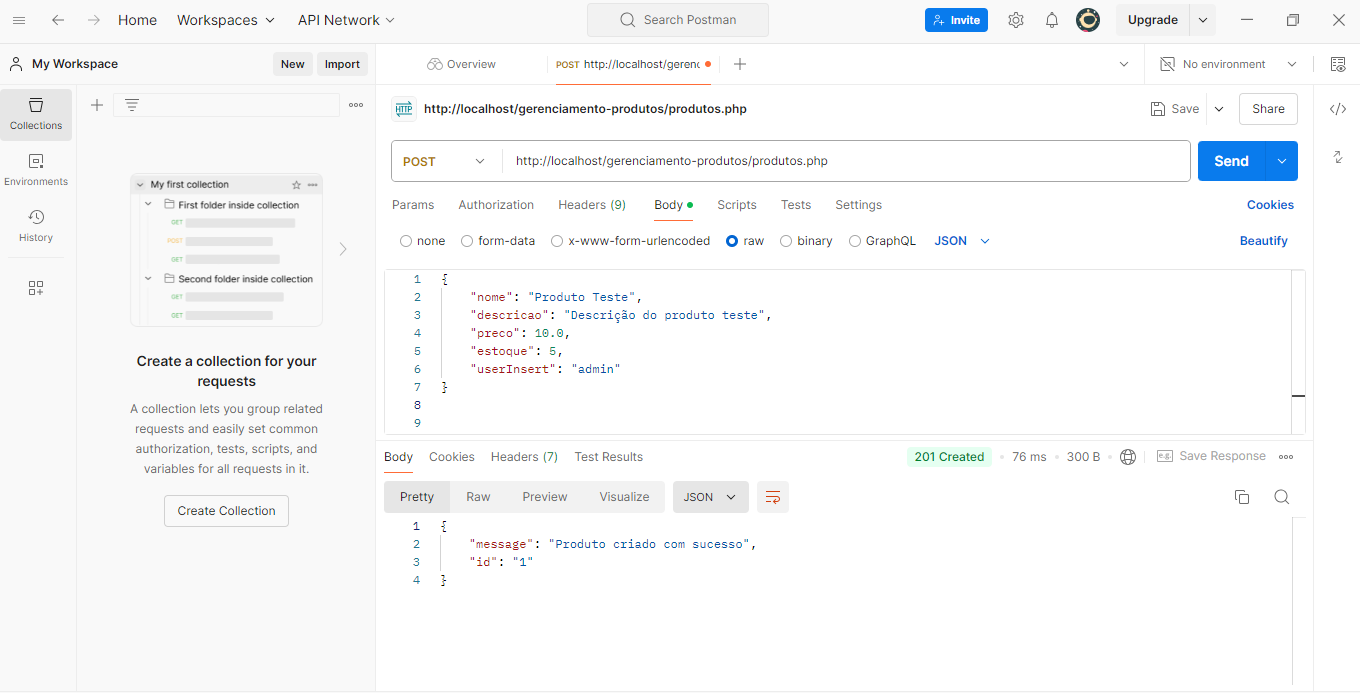 Home Workspaces API Network Search Postman Invite Upgrade
My Workspace New Import Overview POST http://localhost/gerenc No environment
Collections
Environments
History
My first collection
First folder inside collection
GET
POST
GET
Second folder inside collection
GET
GET
Create a collection for your
requests
A collection lets you group related
requests and easily set common
authorization, tests, scripts, and
variables for all requests in it.
Create Collection
HTTP http://localhost/gerenciamento-produtos/produtos.php Save Share
POST http://localhost/gerenciamento-produtos/produtos.php Send
Params Authorization Headers (9) Body Scripts Tests Settings Cookies
none form-data x-www-form-urlencoded raw binary GraphQL JSON Beautify
1 {
2 "nome": "Produto Teste",
3 "descricao": "Descrição do produto teste",
4 "preco": 10.0,
5 "estoque": 5,
6 "userInsert": "admin"
7 }
8
9
Body Cookies Headers (7) Test Results 201 Created 76 ms 300 B e.g. Save Response
Pretty Raw Preview Visualize JSON
1 {
2 "message": "Produto criado com sucesso",
3 "id": "1"
4 }